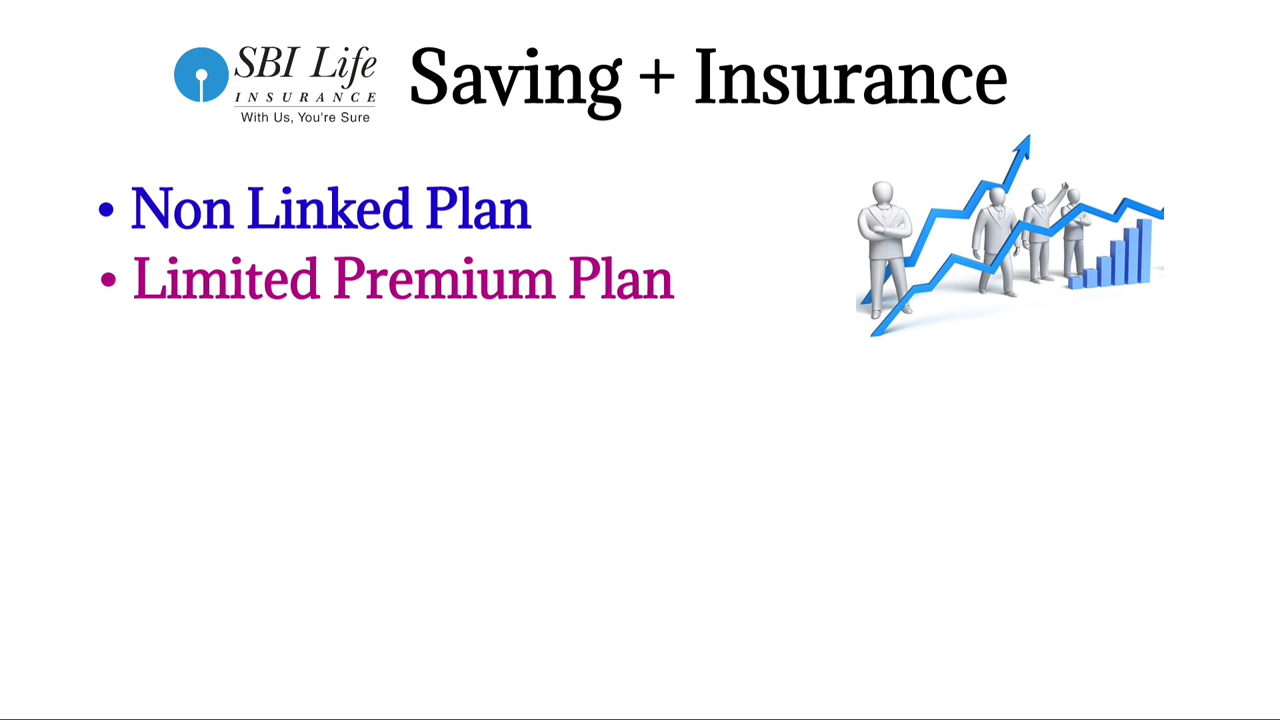 SBI Life
INSURANCE
With Us, You're Sure
Saving + Insurance
• Non Linked Plan
• Limited Premium Plan